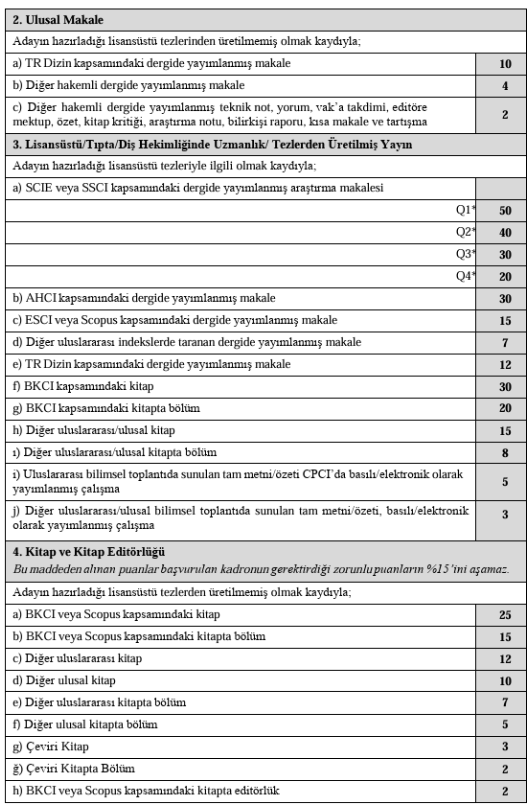 2. Ulusal Makale
Adayın hazırladığı lisansüstü tezlerinden üretilmemiş olmak kaydıyla;
a) TR Dizin kapsamındaki dergide yayımlanmış makale 10
b) Diğer hakemli dergide yayımlanmış makale 4
c) Diğer hakemli dergide yayımlanmış teknik not, yorum, vak'a takdimi, editöre
mektup, özet, kitap kritiği, araştırma notu, bilirkişi raporu, kısa makale ve tartışma 2
3. Lisansüstü/Tıpta/Diş Hekimliğinde Uzmanlık/ Tezlerden Üretilmiş Yayın
Adayın hazırladığı lisansüstü tezleriyle ilgili olmak kaydıyla;
a) SCIE veya SSCI kapsamındaki dergide yayımlanmış araştırma makalesi
Q1* 50
Q2* 40
Q3* 30
Q4* 20
b) AHCI kapsamındaki dergide yayımlanmış makale 30
c) ESCI veya Scopus kapsamındaki dergide yayımlanmış makale 15
d) Diğer uluslararası indekslerde taranan dergide yayımlanmış makale 7
e) TR Dizin kapsamındaki dergide yayımlanmış makale 12
f) BKCI kapsamındaki kitap 30
g) BKCI kapsamındaki kitapta bölüm 20
h) Diğer uluslararası/ulusal kitap 15
ı) Diğer uluslararası/ulusal kitapta bölüm 8
i) Uluslararası bilimsel toplantıda sunulan tam metni/özeti CPCI'da basılı/elektronik olarak
yayımlanmış çalışma 5
j) Diğer uluslararası/ulusal bilimsel toplantıda sunulan tam metni/özeti, basılı/elektronik
olarak yayımlanmış çalışma 3
4. Kitap ve Kitap Editörlüğü
Bu maddeden alınan puanlar başvurulan kadronun gerektirdiği zorunlu puanların %15'ini aşamaz.
Adayın hazırladığı lisansüstü tezlerden üretilmemiş olmak kaydıyla;
a) BKCI veya Scopus kapsamındaki kitap 25
b) BKCI veya Scopus kapsamındaki kitapta bölüm 15
c) Diğer uluslararası kitap 12
d) Diğer ulusal kitap 10
e) Diğer uluslararası kitapta bölüm 7
f) Diğer ulusal kitapta bölüm 5
g) Çeviri Kitap 3
ğ) Çeviri Kitapta Bölüm 2
h) BKCI veya Scopus kapsamındaki kitapta editörlük 2